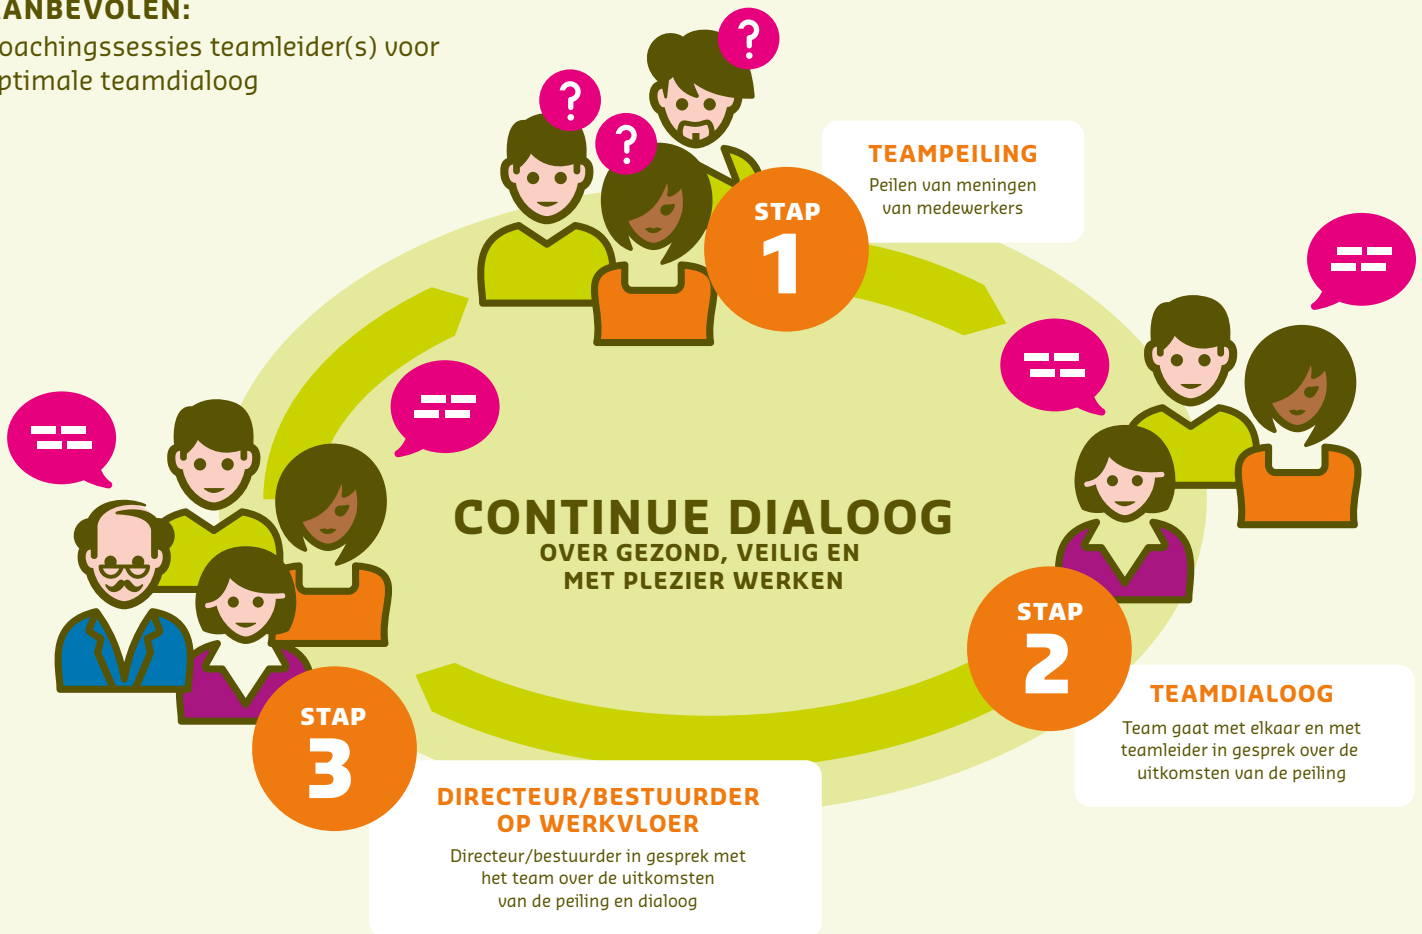 ANBEVOLEN:
oachingssessies teamleider(s) voor
ptimale teamdialoog
?
?
?
STAP
1
TEAMPEILING
Peilen van meningen
van medewerkers
CONTINUE DIALOOG
OVER GEZOND, VEILIG EN
MET PLEZIER WERKEN
STAP
2
TEAMDIALOOG
Team gaat met elkaar en met
teamleider in gesprek over de
uitkomsten van de peiling
STAP
3
DIRECTEUR/BESTUURDER
OP WERKVLOER
Directeur/bestuurder in gesprek met
het team over de uitkomsten
van de peiling en dialoog